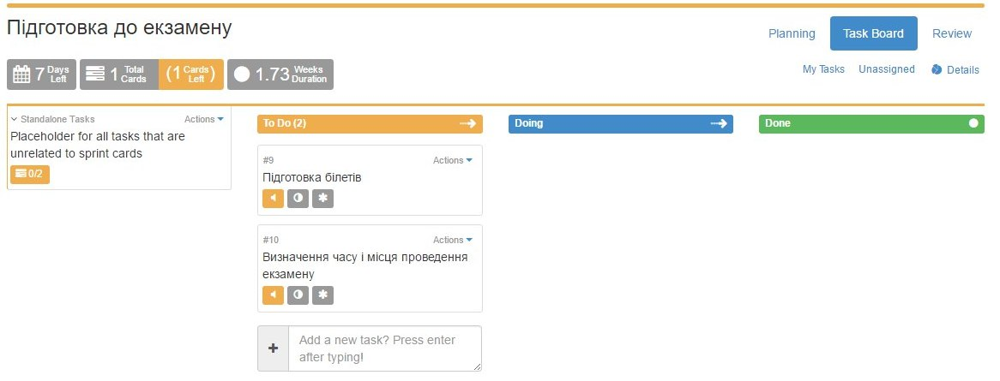 Підготовка до екзамену
Planning
Task Board
Review
7 Days Left
1 Total Cards
(1 Cards Left)
1.73 Weeks Duration
My Tasks
Unassigned
Details
Standalone Tasks
Actions
Placeholder for all tasks that are
unrelated to sprint cards
0/2
To Do (2)
Doing
Done
#9
Actions
Підготовка білетів
#10
Actions
Визначення часу і місця проведення
екзамену
Add a new task? Press enter
after typing!